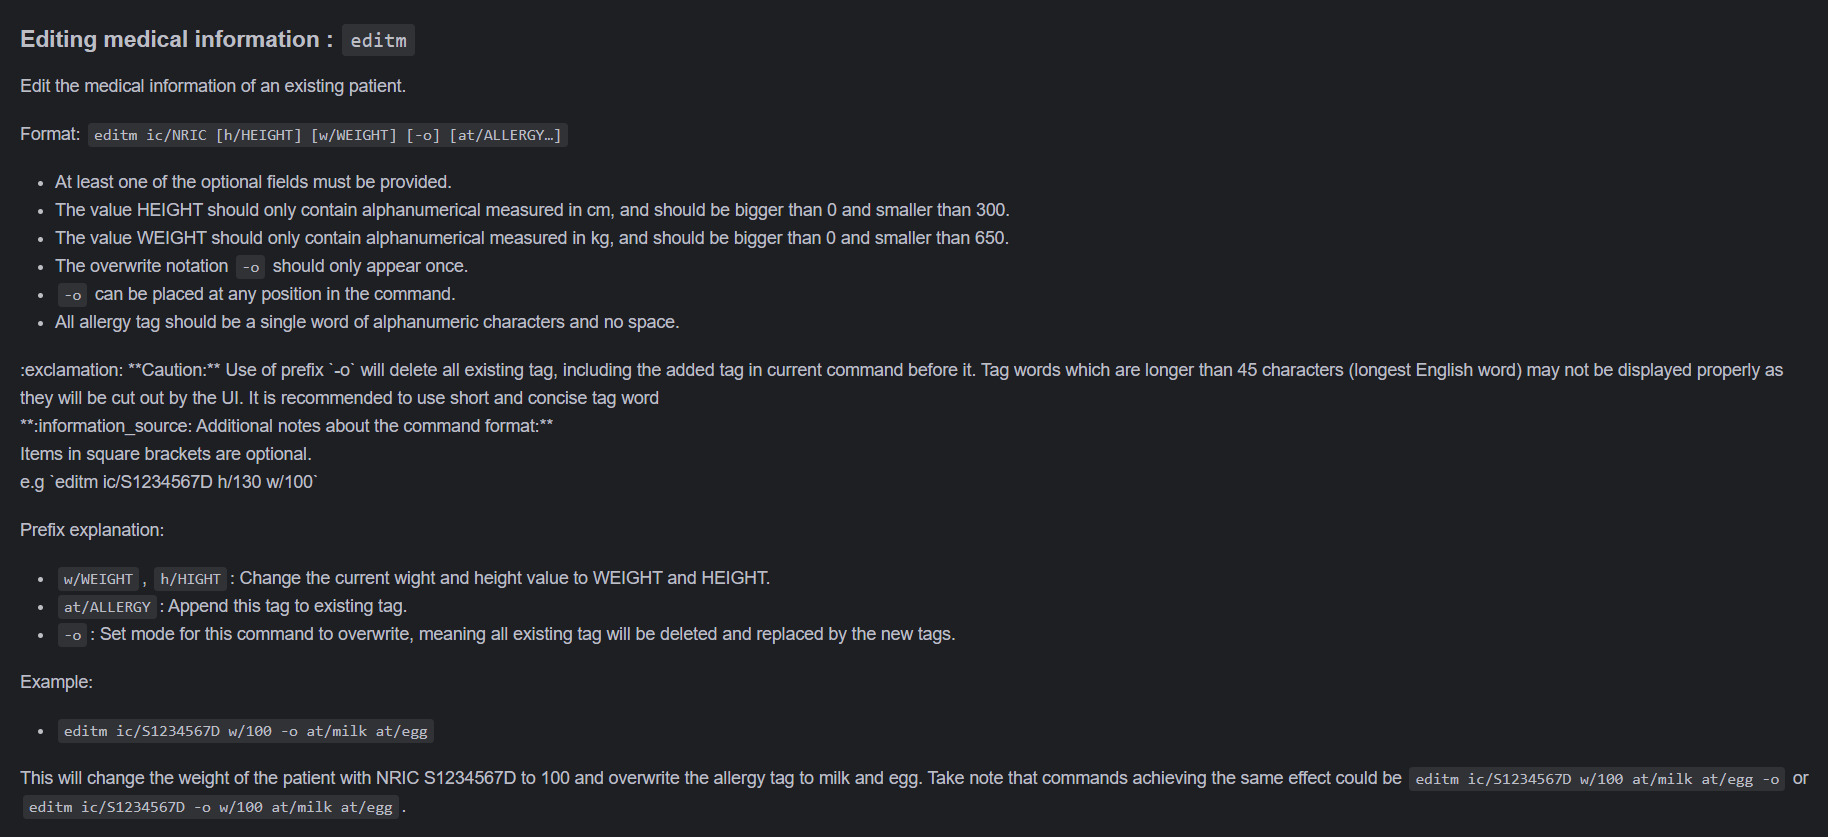 Editing medical information : editm
Edit the medical information of an existing patient.
Format: editm ic/NRIC [h/HEIGHT] [w/WEIGHT] [-o] [at/ALLERGY…]
• At least one of the optional fields must be provided.
• The value HEIGHT should only contain alphanumerical measured in cm, and should be bigger than 0 and smaller than 300.
• The value WEIGHT should only contain alphanumerical measured in kg, and should be bigger than 0 and smaller than 650.
• The overwrite notation -o should only appear once.
• -o can be placed at any position in the command.
• All allergy tag should be a single word of alphanumeric characters and no space.
:exclamation: **Caution:** Use of prefix `-o` will delete all existing tag, including the added tag in current command before it. Tag words which are longer than 45 characters (longest English word) may not be displayed properly as
they will be cut out by the UI. It is recommended to use short and concise tag word
**:information_source: Additional notes about the command format:**
Items in square brackets are optional.
e.g `editm ic/S1234567D h/130 w/100`
Prefix explanation:
• w/WEIGHT , h/HIGHT : Change the current wight and height value to WEIGHT and HEIGHT.
• at/ALLERGY : Append this tag to existing tag.
• -o : Set mode for this command to overwrite, meaning all existing tag will be deleted and replaced by the new tags.
Example:
• editm ic/S1234567D w/100 -o at/milk at/egg
This will change the weight of the patient with NRIC S1234567D to 100 and overwrite the allergy tag to milk and egg. Take note that commands achieving the same effect could be editm ic/S1234567D w/100 at/milk at/egg -o or
editm ic/S1234567D -o w/100 at/milk at/egg .